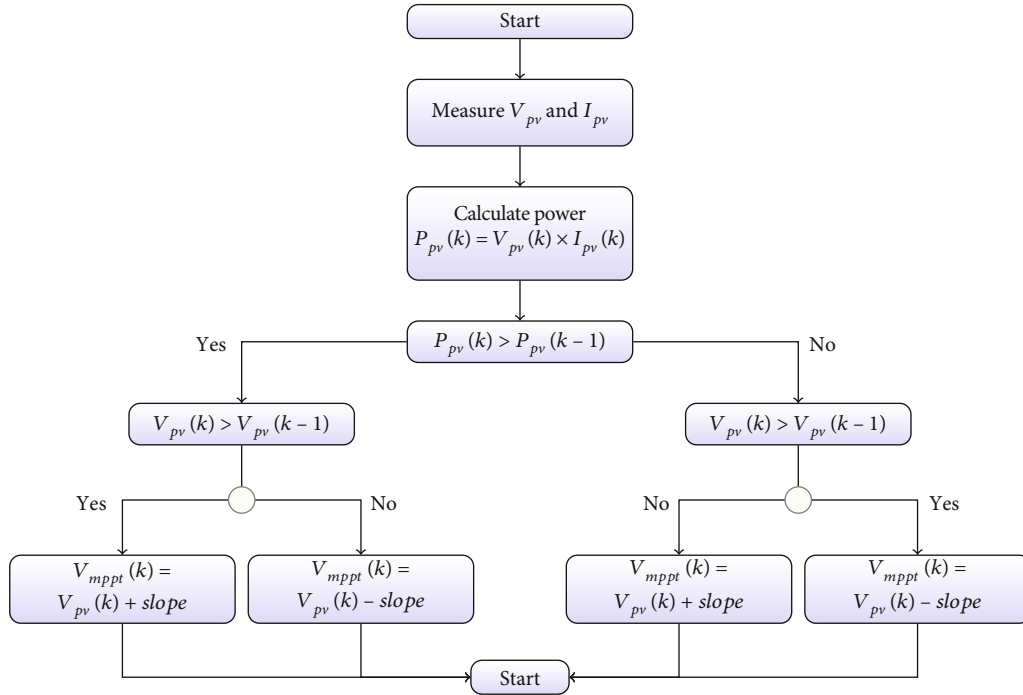 Start
Measure V_pv and I_pv
Calculate power
P_pv (k) = V_pv (k) × I_pv (k)
P_pv (k) > P_pv (k – 1)
Yes
No
V_pv (k) > V_pv (k – 1)
V_pv (k) > V_pv (k – 1)
Yes
No
No
Yes
V_mppt (k) =
V_pv (k) + slope
V_mppt (k) =
V_pv (k) – slope
V_mppt (k) =
V_pv (k) + slope
V_mppt (k) =
V_pv (k) – slope
Start